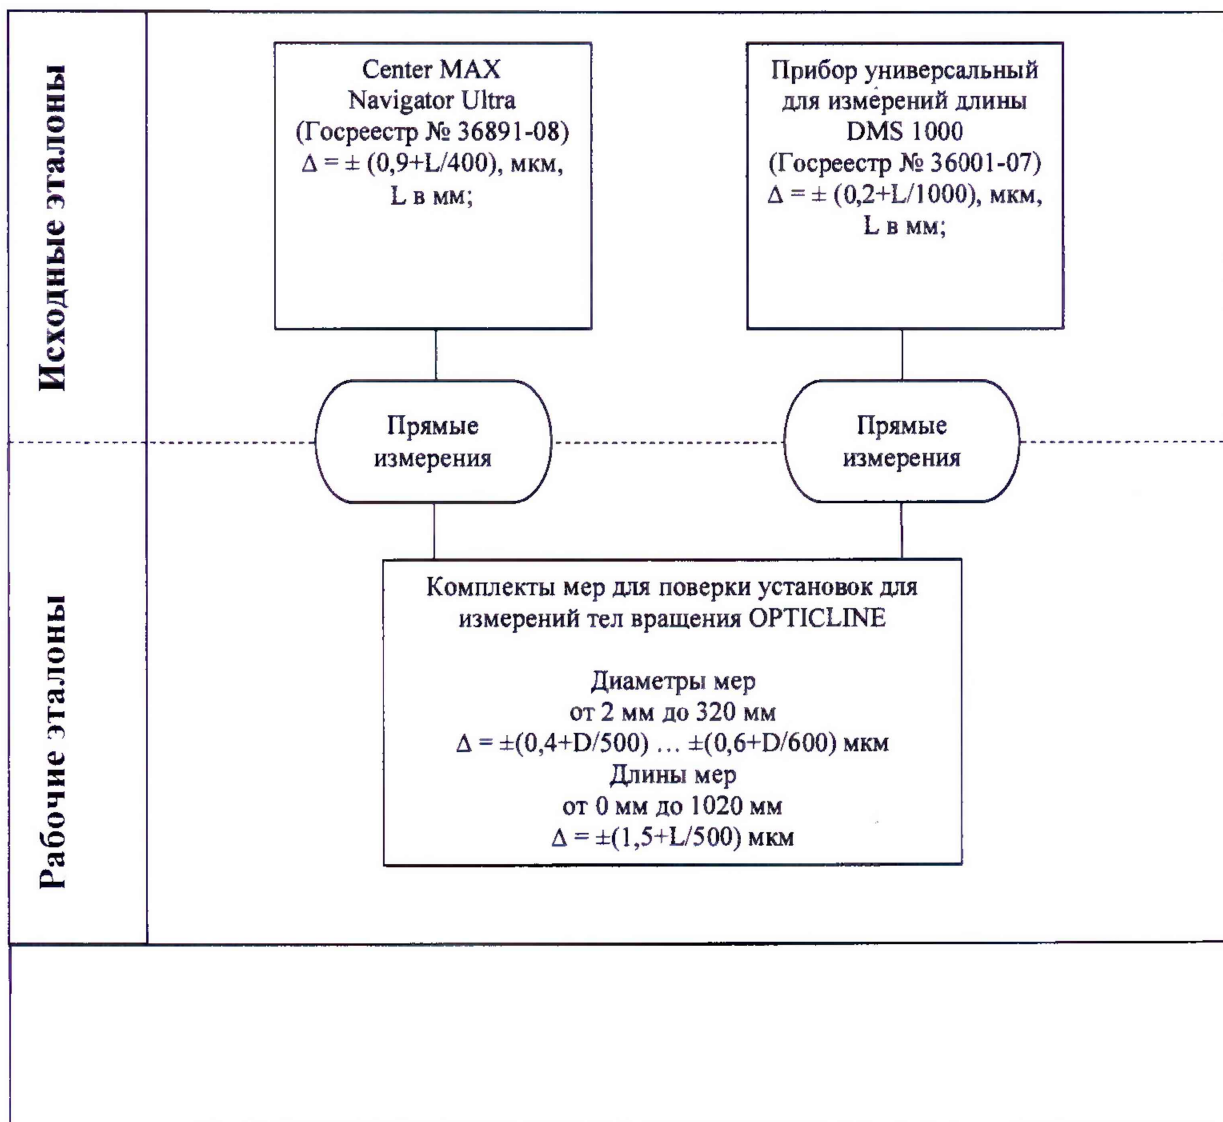 Исходные эталоны
Center MAX
Navigator Ultra
(Госреестр № 36891-08)
Δ = ± (0,9+L/400), мкм,
L в мм;
Прибор универсальный
для измерений длины
DMS 1000
(Госреестр № 36001-07)
Δ = ± (0,2+L/1000), мкм,
L в мм;
Прямые
измерения
Прямые
измерения
Рабочие эталоны
Комплекты мер для поверки установок для
измерений тел вращения OPTICLINE
Диаметры мер
от 2 мм до 320 мм
Δ = ±(0,4+D/500) … ±(0,6+D/600) мкм
Длины мер
от 0 мм до 1020 мм
Δ = ±(1,5+L/500) мкм